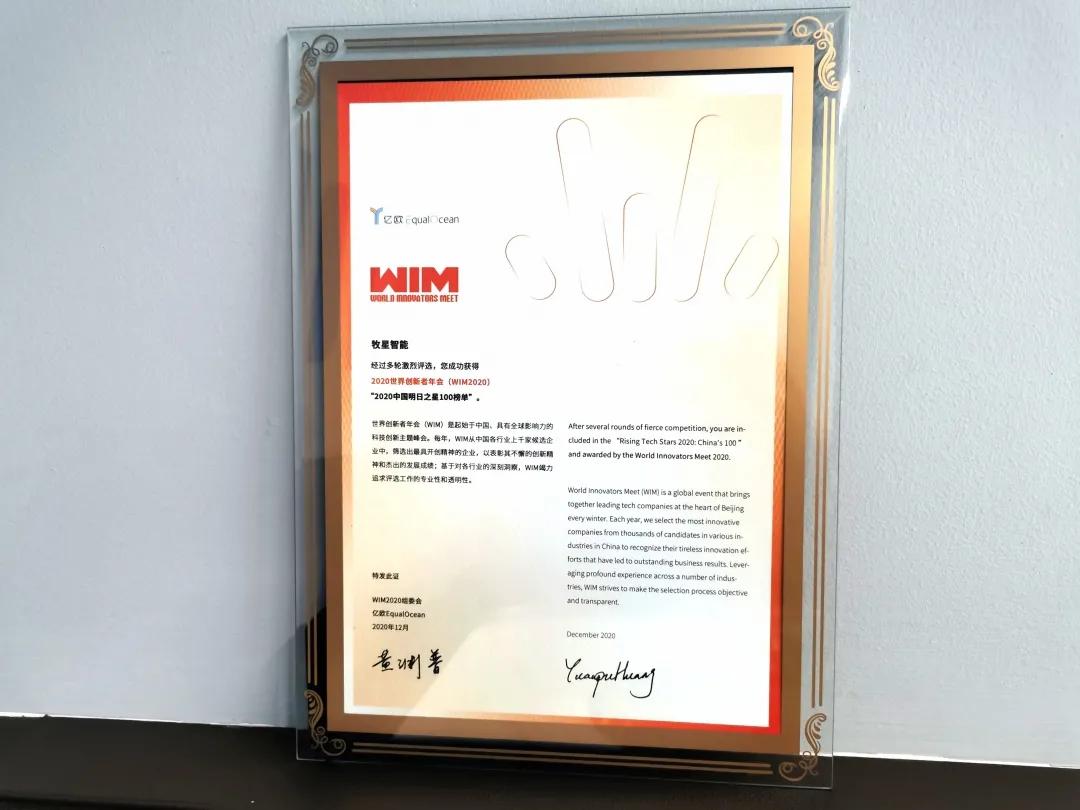 亿欧 EqualOcean
WIM
WORLD INNOVATORS MEET
牧星智能
经过多轮激烈评选，您成功获得
2020世界创新者年会（WIM2020）
“2020中国明日之星100榜单”。
世界创新者年会（WIM）是起始于中国、具有全球影响力的
科技创新主题峰会。每年，WIM从中国各行业上千家候选企
业中，筛选出最具开创精神的企业，以表彰其不懈的创新精
神和杰出的发展成绩；基于对各行业的深刻洞察，WIM竭力
追求评选工作的专业性和透明性。
特发此证
WIM2020组委会
亿欧EqualOcean
2020年12月
黄渊普
After several rounds of fierce competition, you are in-
cluded in the “Rising Tech Stars 2020: China's 100 ”
and awarded by the World Innovators Meet 2020.
World Innovators Meet (WIM) is a global event that brings
together leading tech companies at the heart of Beijing
every winter. Each year, we select the most innovative
companies from thousands of candidates in various in-
dustries in China to recognize their tireless innovation ef-
forts that have led to outstanding business results. Lever-
aging profound experience across a number of indus-
tries, WIM strives to make the selection process objective
and transparent.
December 2020
Yuanpu Huang